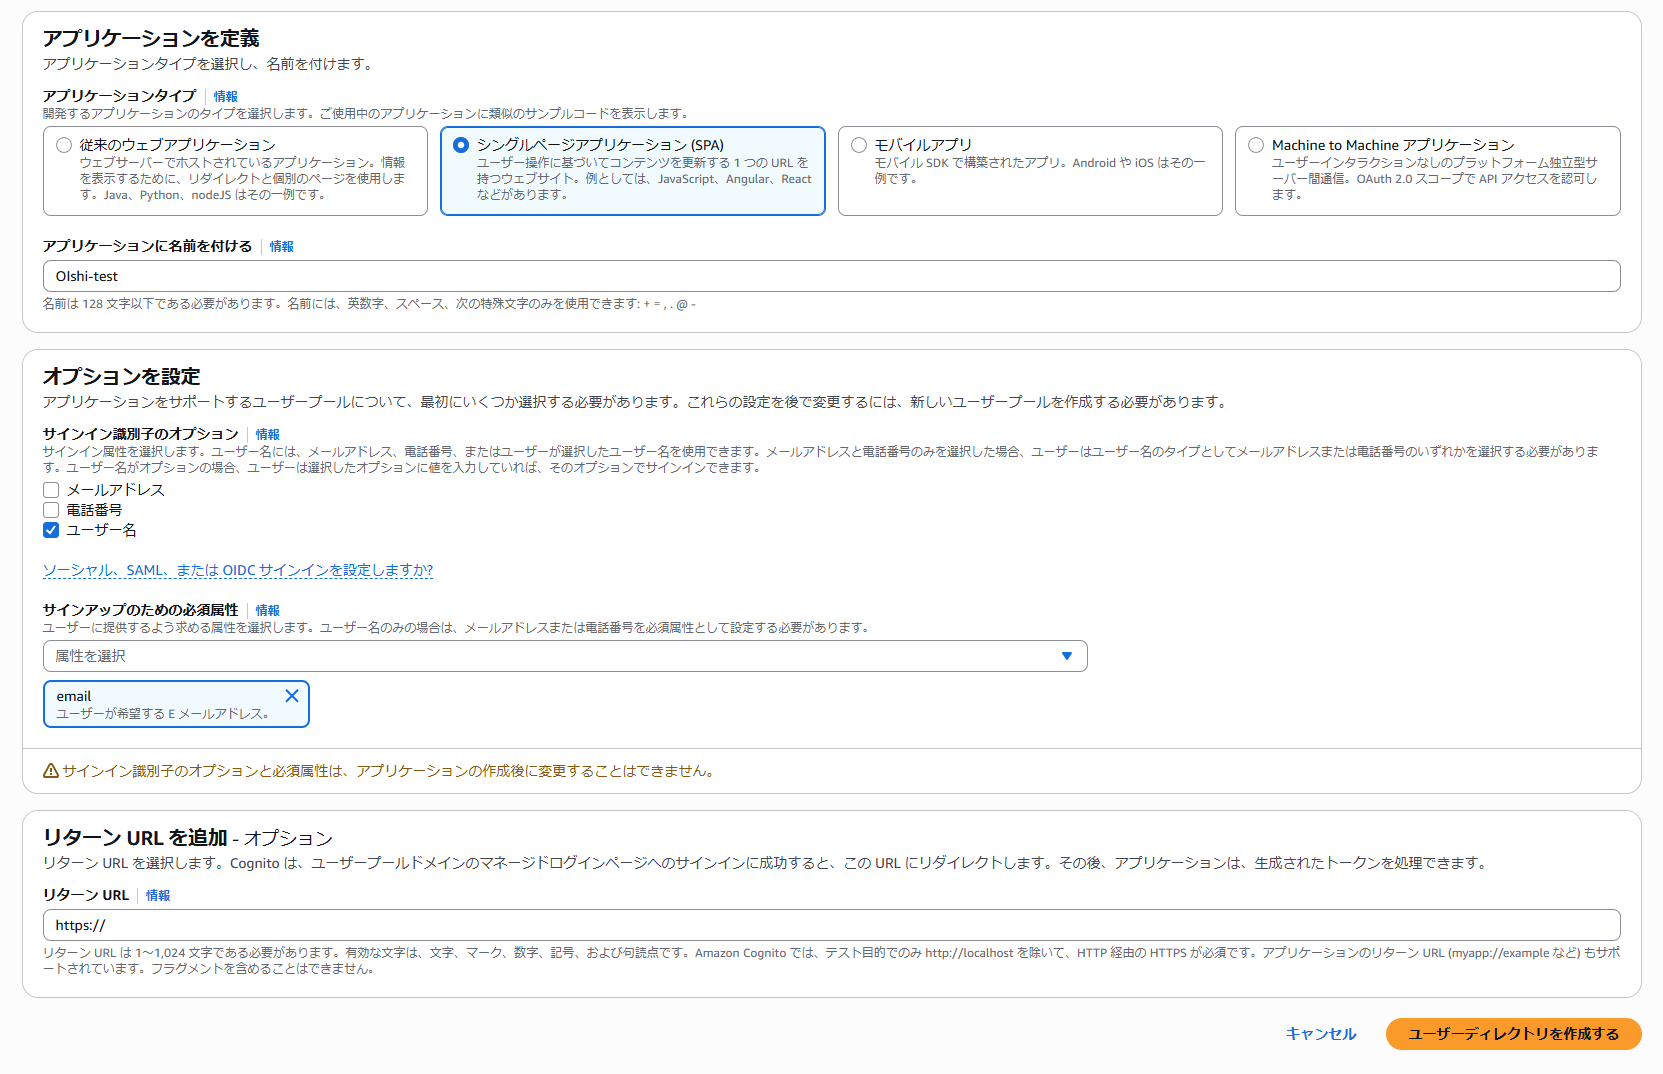 アプリケーションを定義
アプリケーションタイプを選択し、名前を付けます。
アプリケーションタイプ 情報
開発するアプリケーションのタイプを選択します。ご使用中のアプリケーションに類似のサンプルコードを表示します。
従来のウェブアプリケーション
ウェブサーバーでホストされているアプリケーション。情報
を表示するために、リダイレクトと個別のページを使用しま
す。Java、Python、nodeJS はその一例です。
シングルページアプリケーション (SPA)
ユーザー操作に基づいてコンテンツを更新する 1 つの URL を
持つウェブサイト。例としては、JavaScript、Angular、React
などがあります。
モバイルアプリ
モバイル SDK で構築されたアプリ。Android や iOS はその一
例です。
Machine to Machine アプリケーション
ユーザーインタラクションなしのプラットフォーム独立型サ
ーバー間通信。OAuth 2.0 スコープで API アクセスを認可し
ます。
アプリケーションに名前を付ける 情報
OIshi-test
名前は 128 文字以下である必要があります。名前には、英数字、スペース、次の特殊文字のみを使用できます: + = , . @ -
オプションを設定
アプリケーションをサポートするユーザープールについて、最初にいくつか選択する必要があります。これらの設定を後で変更するには、新しいユーザープールを作成する必要があります。
サインイン識別子のオプション 情報
サインイン属性を選択します。ユーザー名には、メールアドレス、電話番号、またはユーザーが選択したユーザー名を使用できます。メールアドレスと電話番号のみを選択した場合、ユーザーはユーザー名のタイプとしてメールアドレスまたは電話番号のいずれかを選択する必要がありま
す。ユーザー名がオプションの場合、ユーザーは選択したオプションに値を入力していれば、そのオプションでサインインできます。
メールアドレス
電話番号
ユーザー名
ソーシャル、SAML、または OIDC サインインを設定しますか?
サインアップのための必須属性 情報
ユーザーに提供するよう求める属性を選択します。ユーザー名のみの場合は、メールアドレスまたは電話番号を必須属性として設定する必要があります。
属性を選択
email
ユーザーが希望する E メールアドレス。
サインイン識別子のオプションと必須属性は、アプリケーションの作成後に変更することはできません。
リターン URL を追加 - オプション
リターン URL を選択します。Cognito は、ユーザープールドメインのマネージドログインページへのサインインに成功すると、この URL にリダイレクトします。その後、アプリケーションは、生成されたトークンを処理できます。
リターン URL 情報
https://
リターン URL は 1～1,024 文字である必要があります。有効な文字は、文字、マーク、数字、記号、および句読点です。Amazon Cognito では、テスト目的でのみ http://localhost を除いて、HTTP 経由の HTTPS が必須です。アプリケーションのリターン URL (myapp://example など) もサポ
ートされています。フラグメントを含めることはできません。
キャンセル
ユーザーディレクトリを作成する